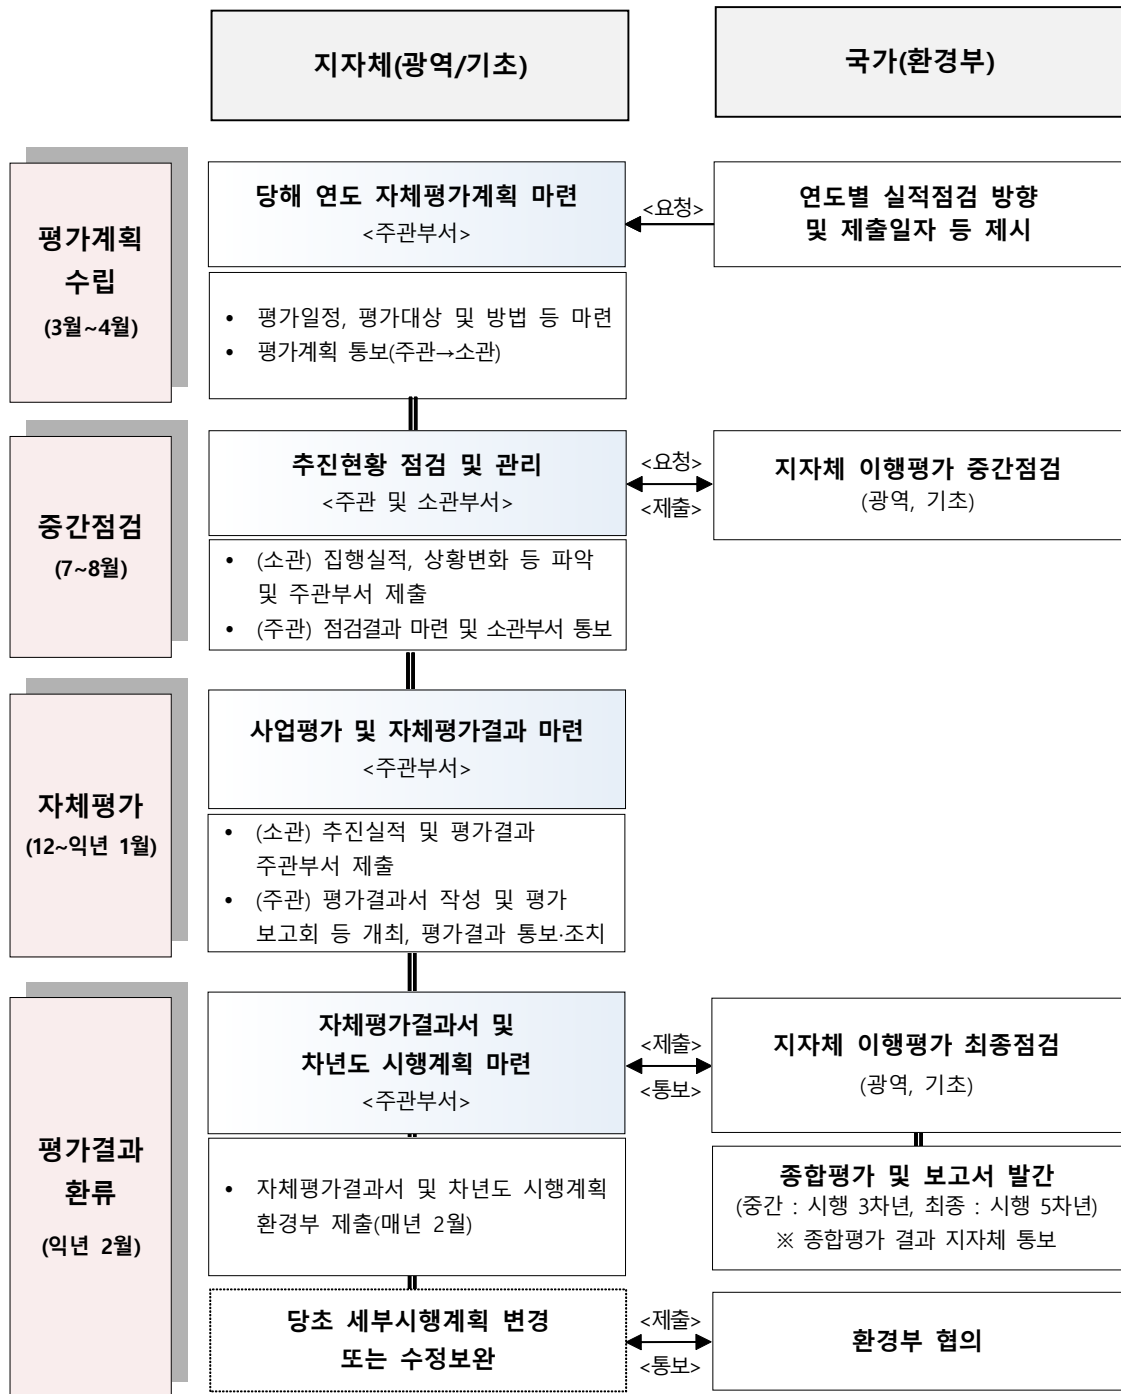 지자체(광역/기초)
국가(환경부)
평가계획
수립
(3월~4월)
당해 연도 자체평가계획 마련
<주관부서>
<요청>
연도별 실적점검 방향
및 제출일자 등 제시
• 평가일정, 평가대상 및 방법 등 마련
• 평가계획 통보(주관→소관)
중간점검
(7~8월)
추진현황 점검 및 관리
<주관 및 소관부서>
<요청>
<제출>
지자체 이행평가 중간점검
(광역, 기초)
• (소관) 집행실적, 상황변화 등 파악
및 주관부서 제출
• (주관) 점검결과 마련 및 소관부서 통보
자체평가
(12~익년 1월)
사업평가 및 자체평가결과 마련
<주관부서>
• (소관) 추진실적 및 평가결과
주관부서 제출
• (주관) 평가결과서 작성 및 평가
보고회 등 개최, 평가결과 통보·조치
평가결과
환류
(익년 2월)
자체평가결과서 및
차년도 시행계획 마련
<주관부서>
<제출>
<통보>
지자체 이행평가 최종점검
(광역, 기초)
• 자체평가결과서 및 차년도 시행계획
환경부 제출(매년 2월)
종합평가 및 보고서 발간
(중간 : 시행 3차년, 최종 : 시행 5차년)
※ 종합평가 결과 지자체 통보
당초 세부시행계획 변경
또는 수정보완
<제출>
<통보>
환경부 협의